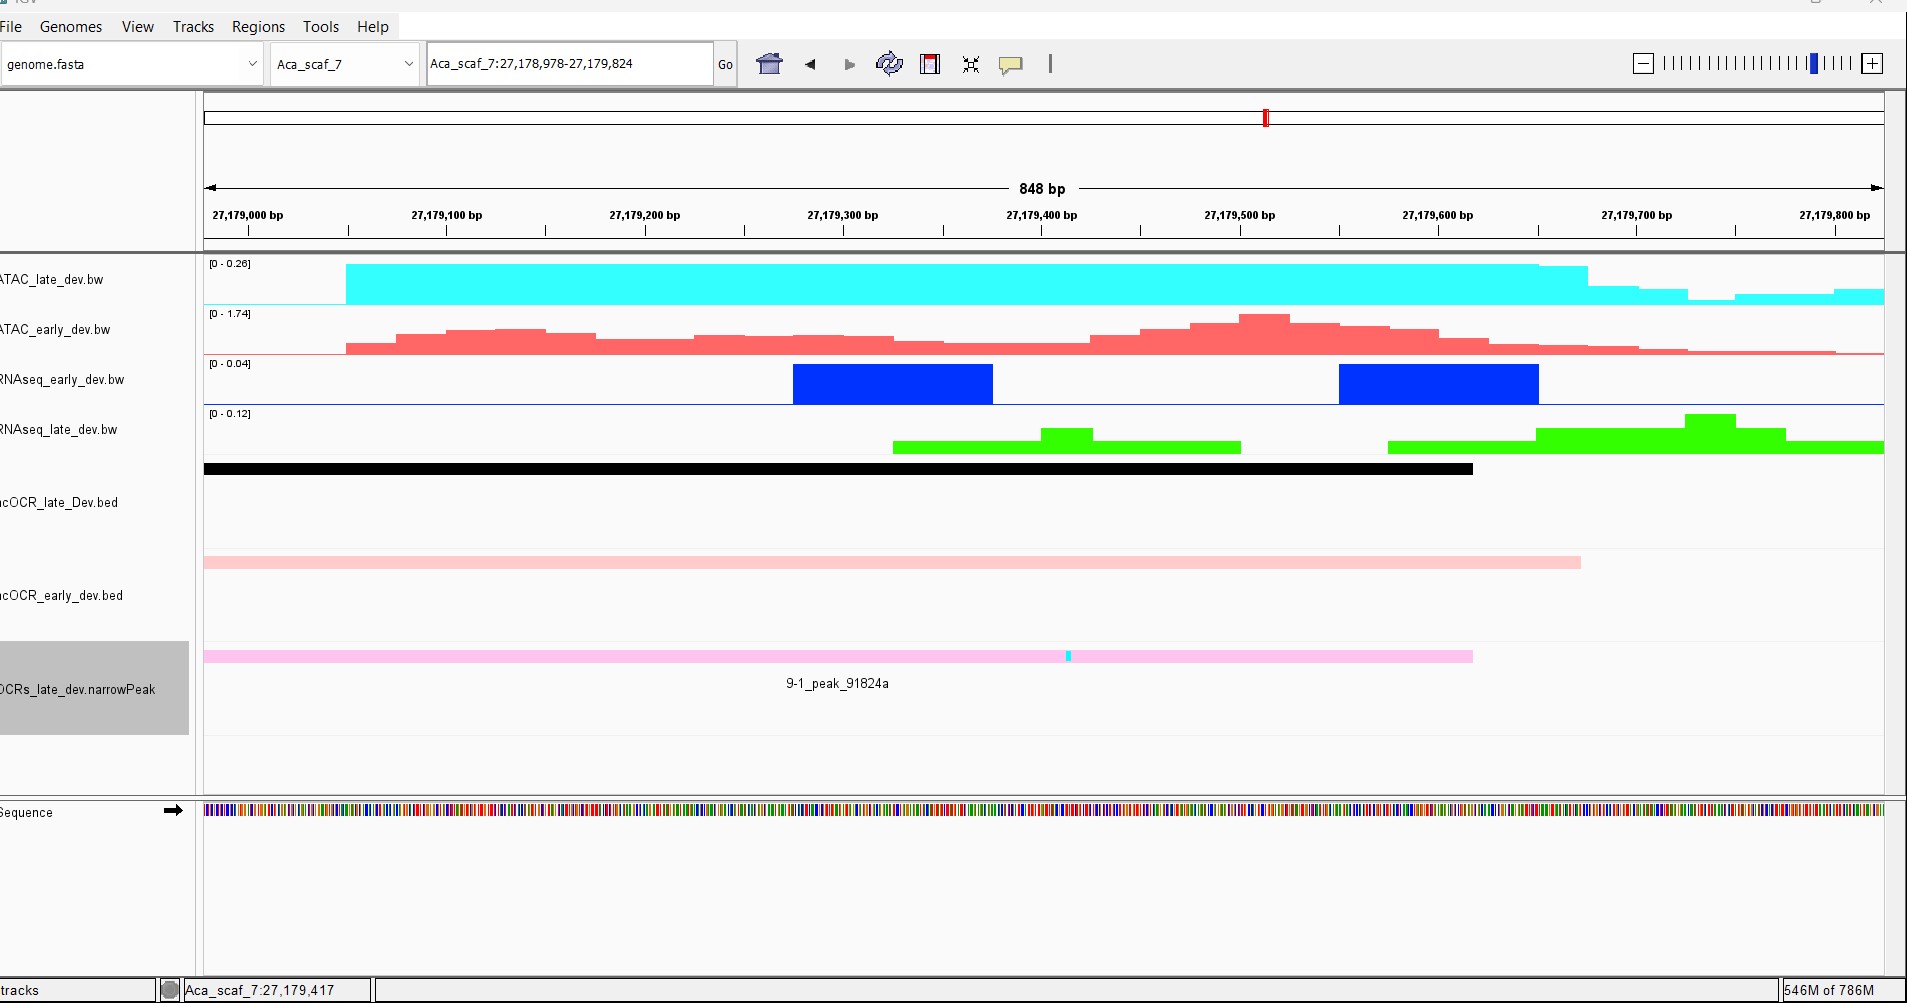 File Genomes View Tracks Regions Tools Help
genome.fasta Aca_scaf_7 Aca_scaf_7:27,178,978-27,179,824 Go
848 bp
27,179,000 bp 27,179,100 bp 27,179,200 bp 27,179,300 bp 27,179,400 bp 27,179,500 bp 27,179,600 bp 27,179,700 bp 27,179,800 bp
[0 - 0.26]
ATAC_late_dev.bw
[0 - 1.74]
ATAC_early_dev.bw
[0 - 0.04]
RNAseq_early_dev.bw
[0 - 0.12]
RNAseq_late_dev.bw
ncOCR_late_Dev.bed
ncOCR_early_dev.bed
9-1_peak_91824a
OCRs_late_dev.narrowPeak
Sequence
tracks Aca_scaf_7:27,179,417 546M of 786M